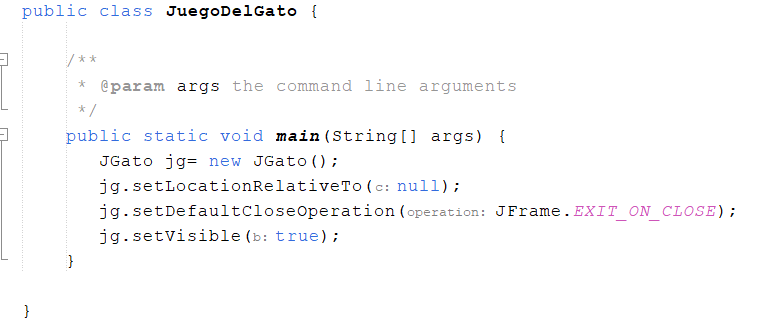 public class JuegoDelGato {
/**
* @param args the command line arguments
*/
public static void main(String[] args) {
JGato jg= new JGato();
jg.setLocationRelativeTo(c: null);
jg.setDefaultCloseOperation(operation: JFrame.EXIT_ON_CLOSE);
jg.setVisible(b: true);
}
}